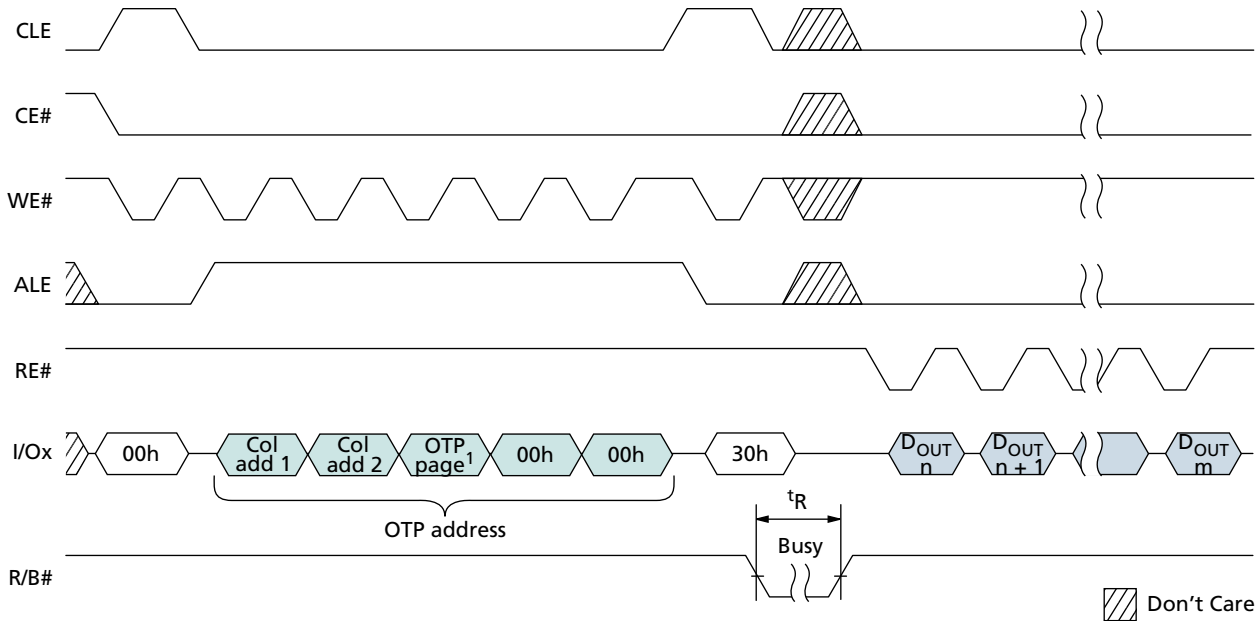 CLE
CE#
WE#
ALE
RE#
I/Ox
00h
Col
add 1
Col
add 2
OTP
page1
00h
00h
30h
DOUT
n
DOUT
n + 1
DOUT
m
OTP address
tR
Busy
R/B#
Don't Care